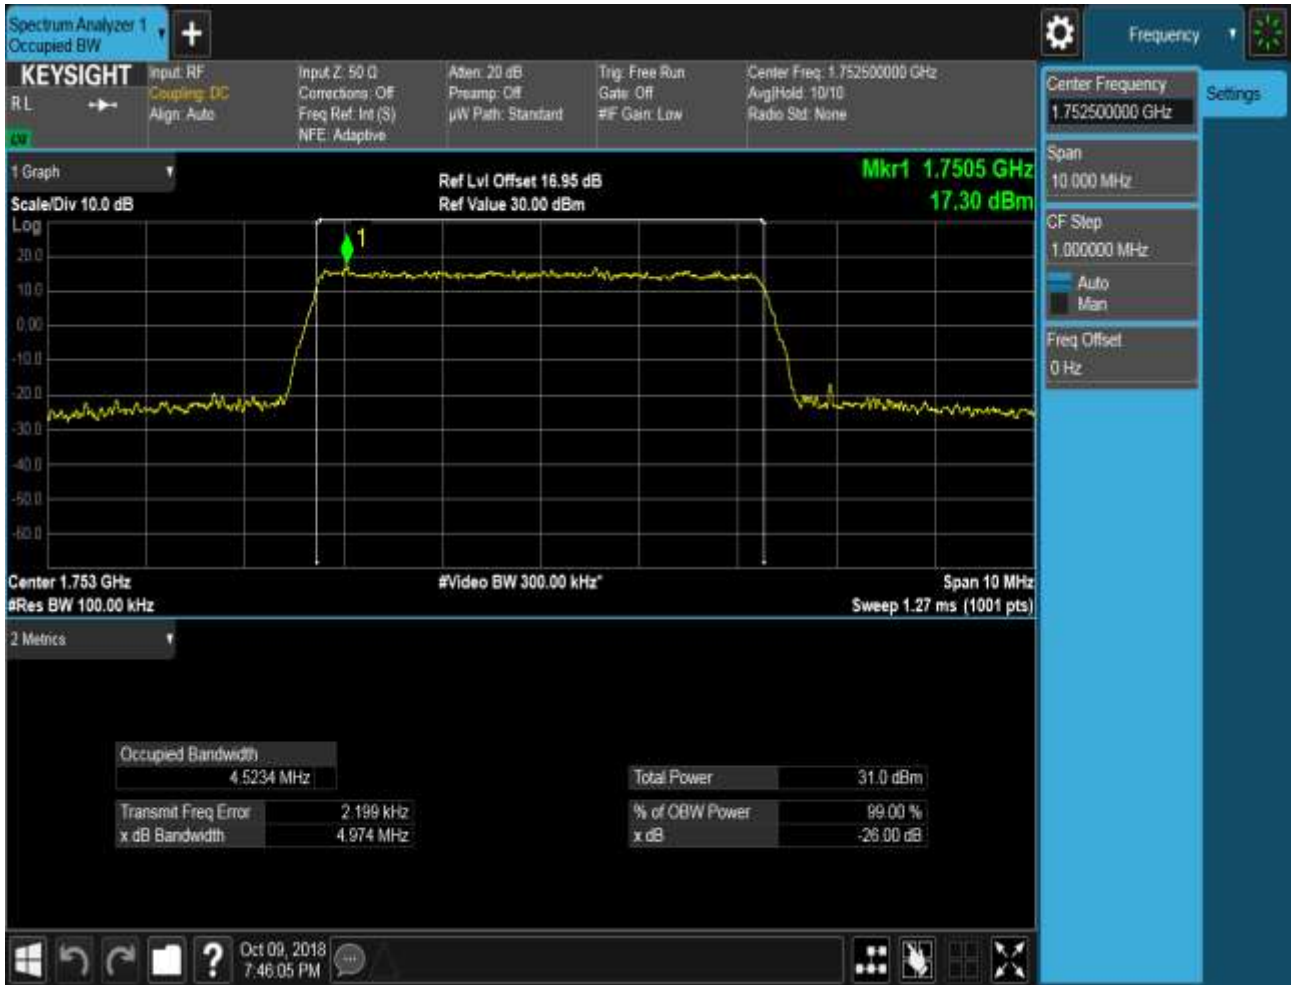 Spectrum Analyzer 1
Occupied BW
Frequency
KEYSIGHT
R L
Input: RF
Coupling: DC
Align: Auto
Input Z: 50 Ω
Corrections: Off
Freq Ref: Int (S)
NFE: Adaptive
Atten: 20 dB
Preamp: Off
µW Path: Standard
Trig: Free Run
Gate: Off
#IF Gain: Low
Center Freq: 1.752500000 GHz
Avg|Hold: 10/10
Radio Std: None
Center Frequency
1.752500000 GHz
Settings
Span
10.000 MHz
CF Step
1.000000 MHz
Auto
Man
Freq Offset
0 Hz
1 Graph
Scale/Div 10.0 dB
Ref Lvl Offset 16.95 dB
Ref Value 30.00 dBm
Mkr1 1.7505 GHz
17.30 dBm
Log
1
20.0
10.0
0.00
-10.0
-20.0
-30.0
-40.0
-50.0
-60.0
Center 1.753 GHz
#Video BW 300.00 kHz*
Span 10 MHz
#Res BW 100.00 kHz
Sweep 1.27 ms (1001 pts)
2 Metrics
Occupied Bandwidth
4.5234 MHz
Total Power 31.0 dBm
Transmit Freq Error 2.199 kHz
% of OBW Power 99.00 %
x dB Bandwidth 4.974 MHz
x dB -26.00 dB
Oct 09, 2018
7:46:05 PM